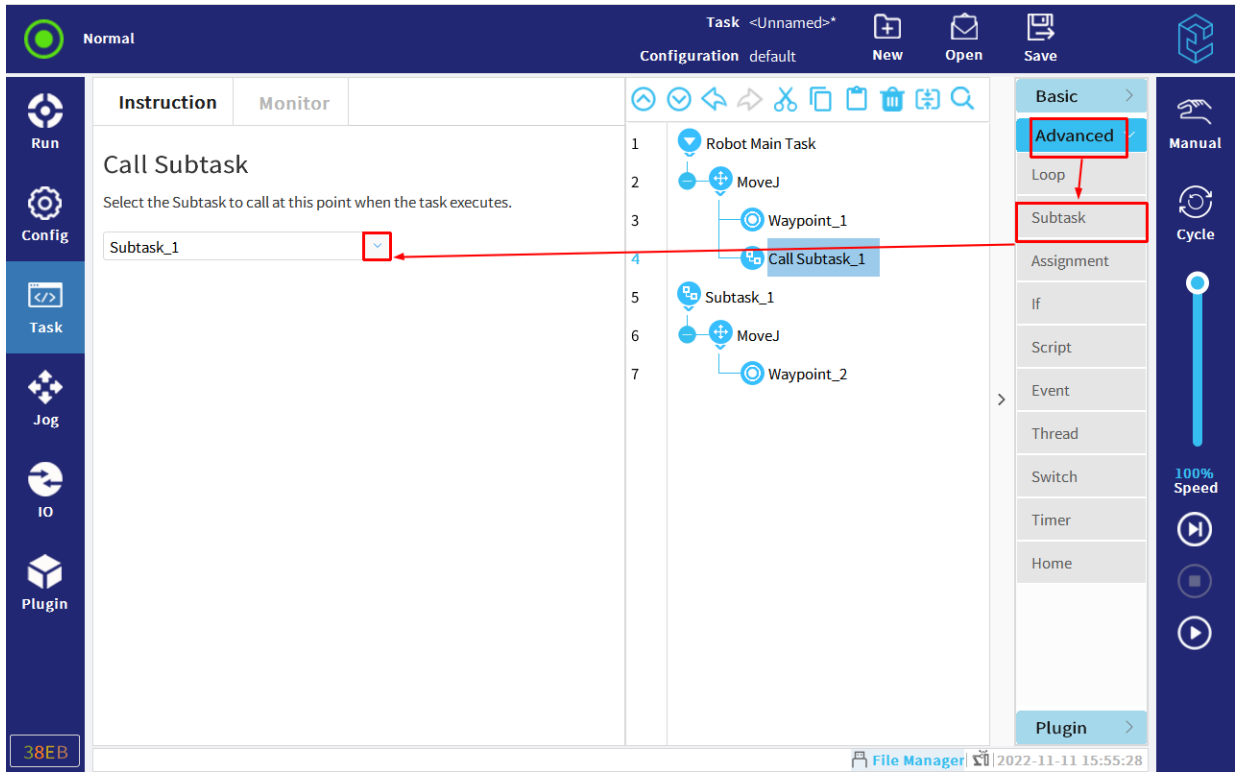 Normal
Task <Unnamed>*
Configuration default
New
Open
Save
Run
Config
Task
Jog
IO
Plugin
38EB
Instruction
Monitor
Call Subtask
Select the Subtask to call at this point when the task executes.
Subtask_1
1 Robot Main Task
2 MoveJ
3 Waypoint_1
4 Call Subtask_1
5 Subtask_1
6 MoveJ
7 Waypoint_2
Basic
Advanced
Loop
Subtask
Assignment
If
Script
Event
Thread
Switch
Timer
Home
Plugin
Manual
Cycle
100%
Speed
File Manager
2022-11-11 15:55:28